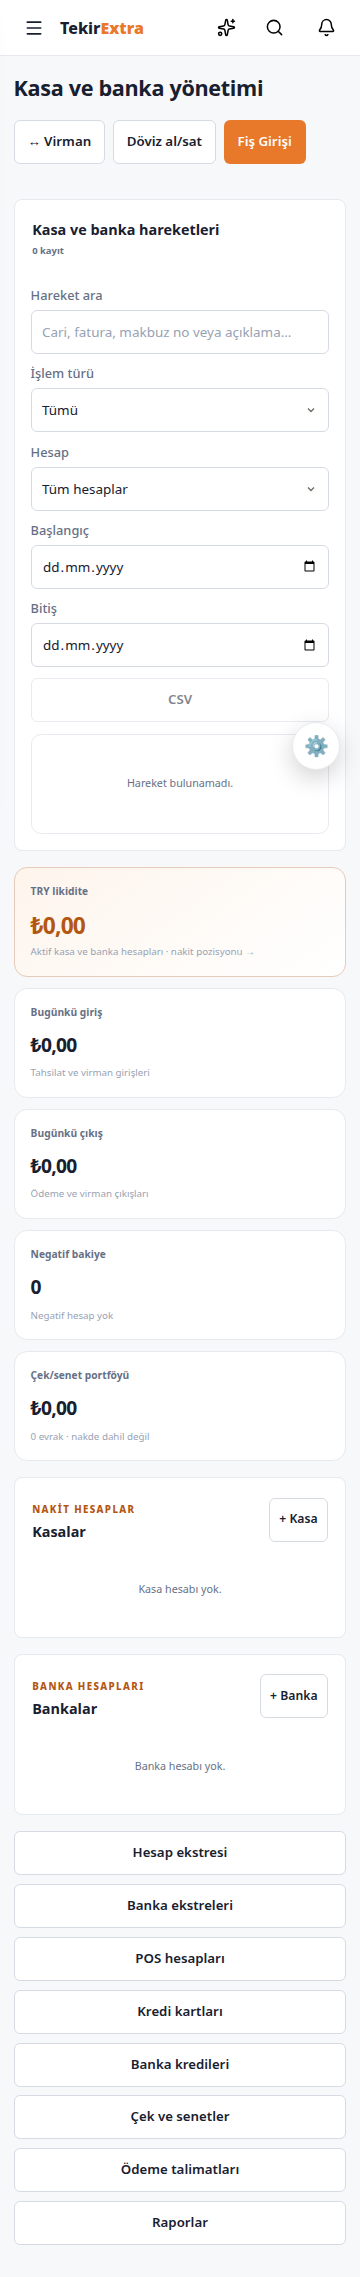 TekirExtra
Kasa ve banka yönetimi
↔ Virman
Döviz al/sat
Fiş Girişi
Kasa ve banka hareketleri
0 kayıt
Hareket ara
Cari, fatura, makbuz no veya açıklama...
İşlem türü
Tümü
Hesap
Tüm hesaplar
Başlangıç
dd.mm.yyyy
Bitiş
dd.mm.yyyy
CSV
Hareket bulunamadı.
TRY likidite
₺0,00
Aktif kasa ve banka hesapları · nakit pozisyonu →
Bugünkü giriş
₺0,00
Tahsilat ve virman girişleri
Bugünkü çıkış
₺0,00
Ödeme ve virman çıkışları
Negatif bakiye
0
Negatif hesap yok
Çek/senet portföyü
₺0,00
0 evrak · nakde dahil değil
NAKİT HESAPLAR
Kasalar
+ Kasa
Kasa hesabı yok.
BANKA HESAPLARI
Bankalar
+ Banka
Banka hesabı yok.
Hesap ekstresi
Banka ekstreleri
POS hesapları
Kredi kartları
Banka kredileri
Çek ve senetler
Ödeme talimatları
Raporlar